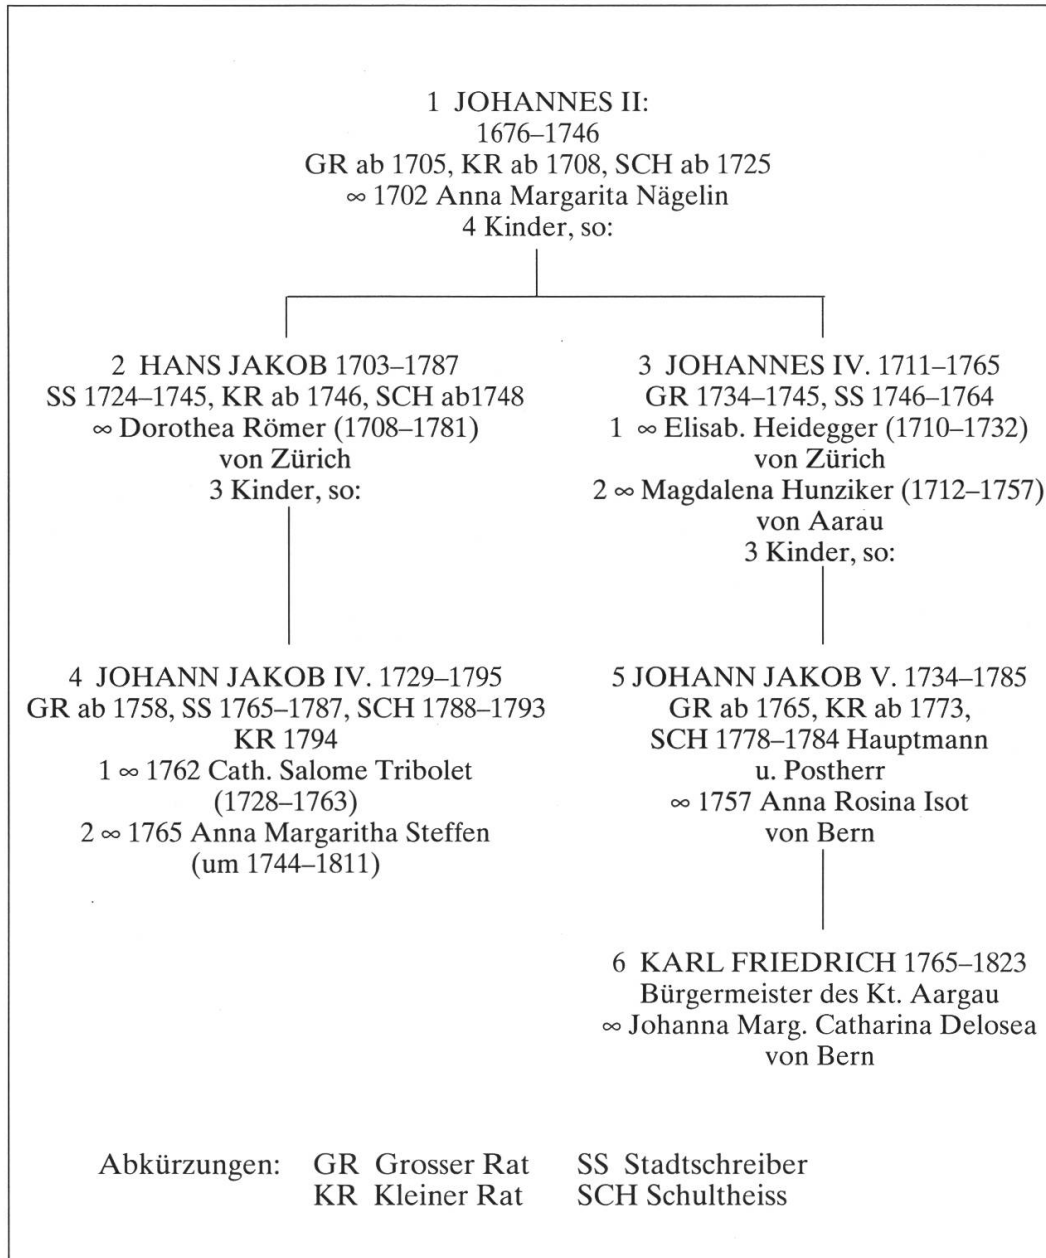 1 JOHANNES II:
1676–1746
GR ab 1705, KR ab 1708, SCH ab 1725
∞ 1702 Anna Margarita Nägelin
4 Kinder, so:
2 HANS JAKOB 1703–1787
SS 1724–1745, KR ab 1746, SCH ab1748
∞ Dorothea Römer (1708–1781)
von Zürich
3 Kinder, so:
3 JOHANNES IV. 1711–1765
GR 1734–1745, SS 1746–1764
1 ∞ Elisab. Heidegger (1710–1732)
von Zürich
2 ∞ Magdalena Hunziker (1712–1757)
von Aarau
3 Kinder, so:
4 JOHANN JAKOB IV. 1729–1795
GR ab 1758, SS 1765–1787, SCH 1788–1793
KR 1794
1 ∞ 1762 Cath. Salome Tribolet
(1728–1763)
2 ∞ 1765 Anna Margaritha Steffen
(um 1744–1811)
5 JOHANN JAKOB V. 1734–1785
GR ab 1765, KR ab 1773,
SCH 1778–1784 Hauptmann
u. Postherr
∞ 1757 Anna Rosina Isot
von Bern
6 KARL FRIEDRICH 1765–1823
Bürgermeister des Kt. Aargau
∞ Johanna Marg. Catharina Delosea
von Bern
Abkürzungen: GR Grosser Rat SS Stadtschreiber
KR Kleiner Rat SCH Schultheiss